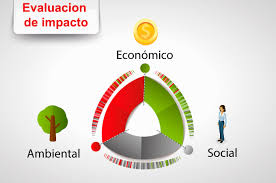 Evaluacion
de impacto
Económico
Ambiental
Social